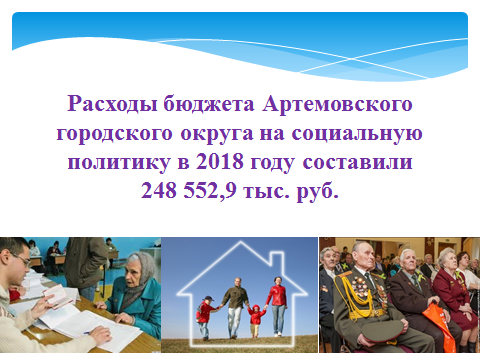 Расходы бюджета Артемовского
городского округа на социальную
политику в 2018 году составили
248 552,9 тыс. руб.